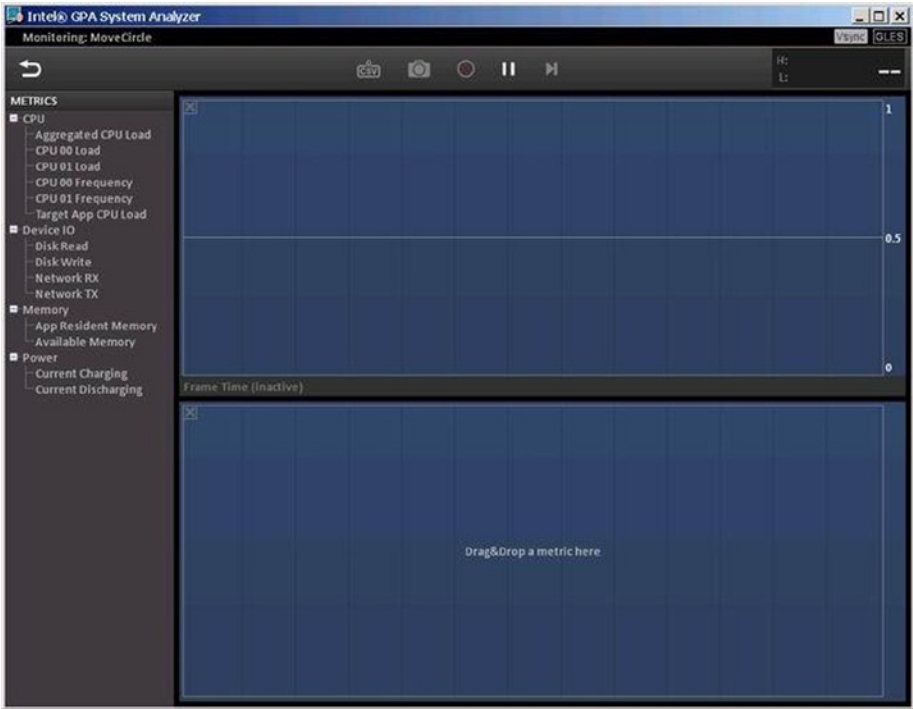 Intel® GPA System Analyzer
Monitoring: MoveCircle
Vsync GLES
CSV
H:
L:
--
METRICS
CPU
Aggregated CPU Load
CPU 00 Load
CPU 01 Load
CPU 00 Frequency
CPU 01 Frequency
Target App CPU Load
Device IO
Disk Read
Disk Write
Network RX
Network TX
Memory
App Resident Memory
Available Memory
Power
Current Charging
Current Discharging
1
0.5
0
Frame Time (inactive)
Drag&Drop a metric here